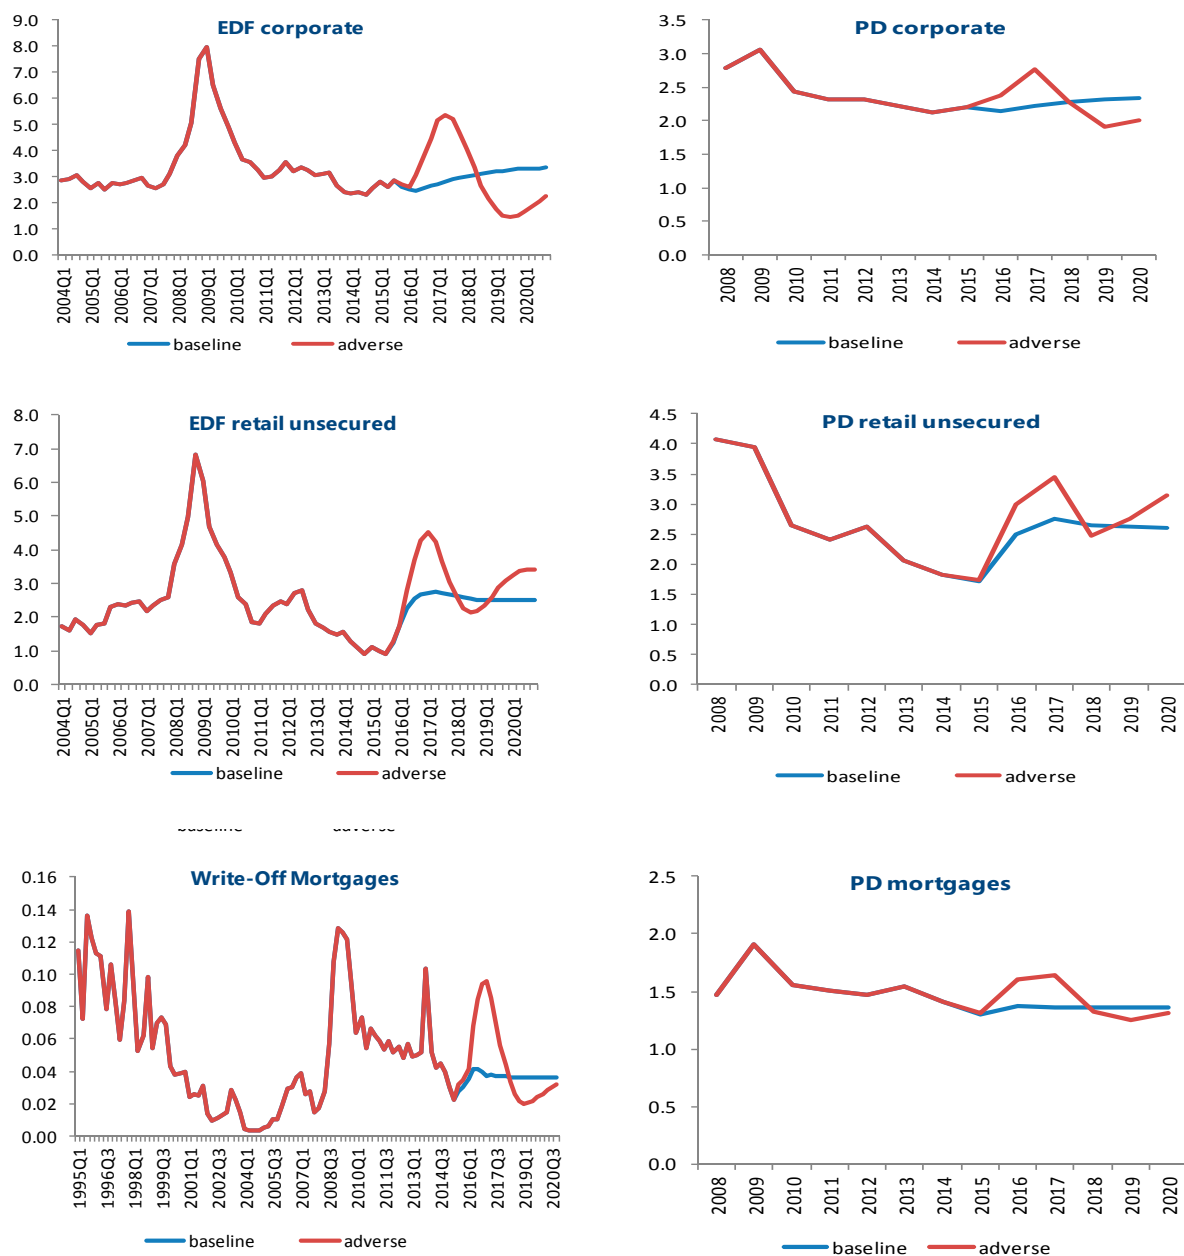 EDF corporate
9.0
8.0
7.0
6.0
5.0
4.0
3.0
2.0
1.0
0.0
2004Q1
2005Q1
2006Q1
2007Q1
2008Q1
2009Q1
2010Q1
2011Q1
2012Q1
2013Q1
2014Q1
2015Q1
2016Q1
2017Q1
2018Q1
2019Q1
2020Q1
baseline adverse
PD corporate
3.5
3.0
2.5
2.0
1.5
1.0
0.5
0.0
2008
2009
2010
2011
2012
2013
2014
2015
2016
2017
2018
2019
2020
baseline adverse
EDF retail unsecured
8.0
7.0
6.0
5.0
4.0
3.0
2.0
1.0
0.0
2004Q1
2005Q1
2006Q1
2007Q1
2008Q1
2009Q1
2010Q1
2011Q1
2012Q1
2013Q1
2014Q1
2015Q1
2016Q1
2017Q1
2018Q1
2019Q1
2020Q1
baseline adverse
PD retail unsecured
4.5
4.0
3.5
3.0
2.5
2.0
1.5
1.0
0.5
0.0
2008
2009
2010
2011
2012
2013
2014
2015
2016
2017
2018
2019
2020
baseline adverse
Write-Off Mortgages
0.16
0.14
0.12
0.10
0.08
0.06
0.04
0.02
0.00
1995Q1
1996Q3
1998Q1
1999Q3
2001Q1
2002Q3
2004Q1
2005Q3
2007Q1
2008Q3
2010Q1
2011Q3
2013Q1
2014Q3
2016Q1
2017Q3
2019Q1
2020Q3
baseline adverse
PD mortgages
2.5
2.0
1.5
1.0
0.5
0.0
2008
2009
2010
2011
2012
2013
2014
2015
2016
2017
2018
2019
2020
baseline adverse